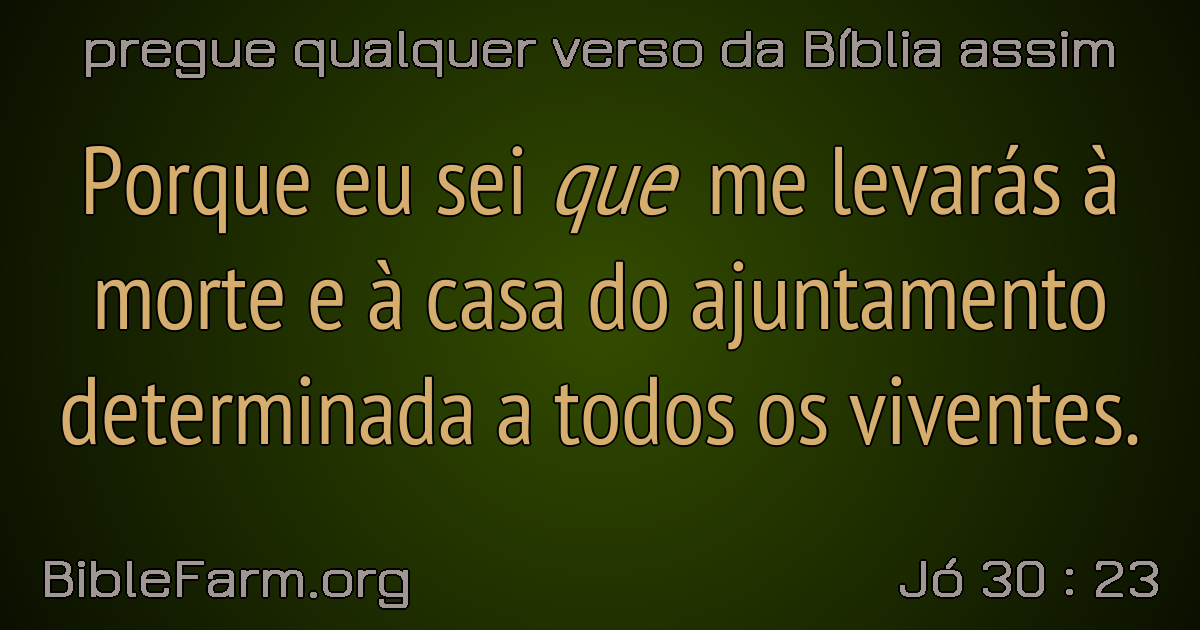 pregue qualquer verso da Bíblia assim
Porque eu sei que me levarás à
morte e à casa do ajuntamento
determinada a todos os viventes.
BibleFarm.org
Jó 30 : 23